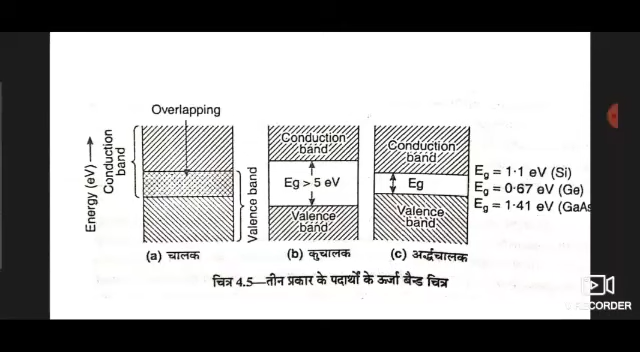 Overlapping
Energy (eV) →
Conduction band
Valence band
Conduction band
Eg > 5 eV
Valence band
Conduction band
Eg
Valence band
Eg = 1·1 eV (Si)
Eg = 0·67 eV (Ge)
Eg = 1·41 eV (GaAs
(a) चालक
(b) कुचालक
(c) अर्द्धचालक
चित्र 4.5—तीन प्रकार के पदार्थों के ऊर्जा बैन्ड चित्र
RECORDER